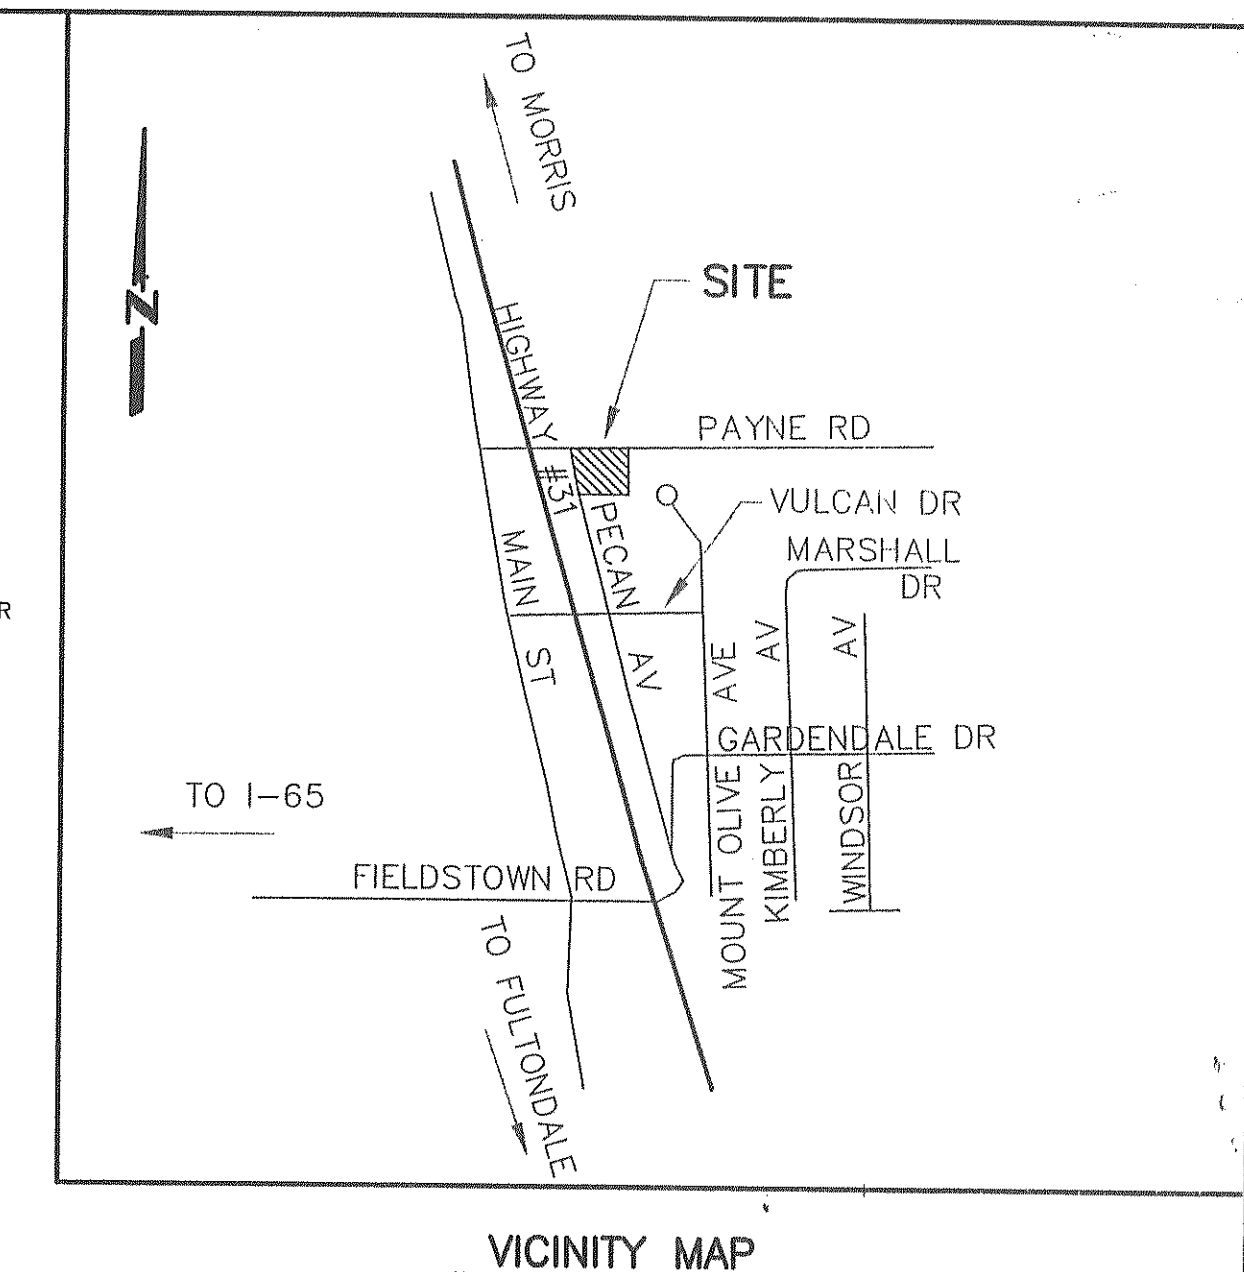 TO MORRIS
N
SITE
HIGHWAY #31
PAYNE RD
VULCAN DR
PECAN AV
MAIN ST
MARSHALL
DR
R
MOUNT OLIVE AVE
KIMBERLY AV
WINDSOR AV
GARDENDALE DR
TO I-65
FIELDSTOWN RD
TO FULTONDALE
VICINITY MAP